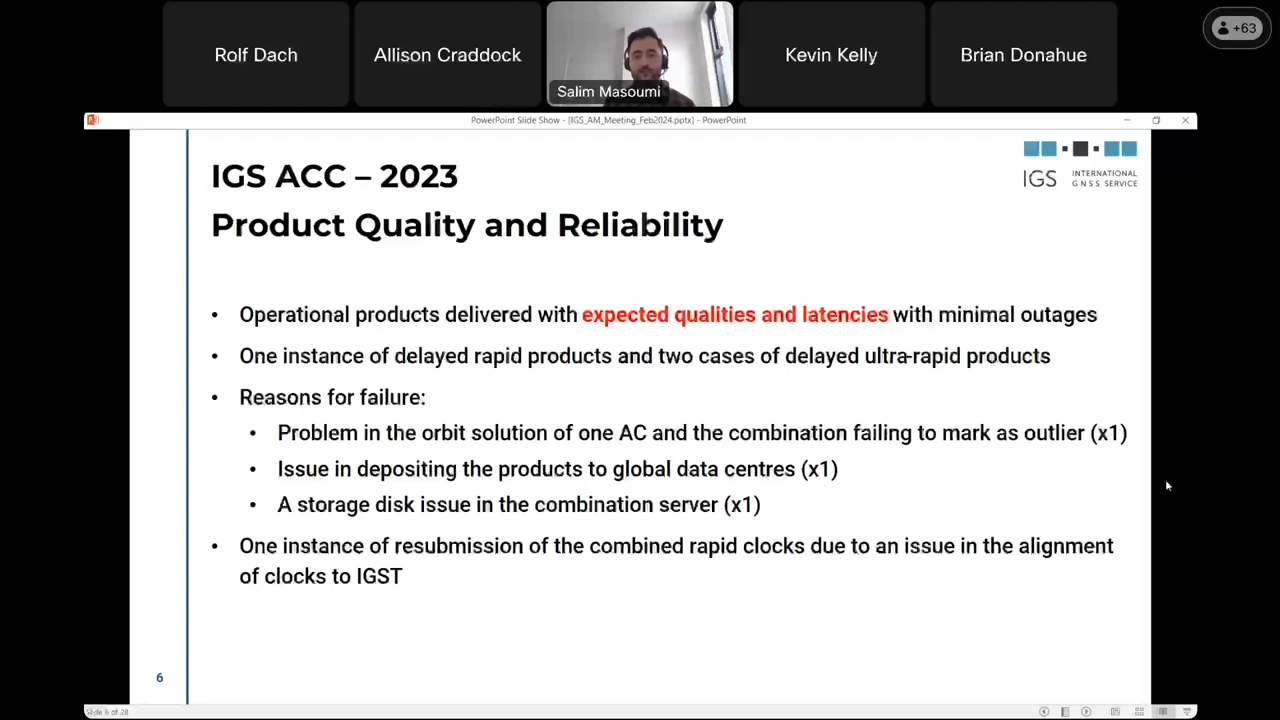 Rolf Dach
Allison Craddock
Salim Masoumi
Kevin Kelly
Brian Donahue
+63
PowerPoint Slide Show - [IGS_AM_Meeting_Feb2024.pptx] - PowerPoint
IGS ACC – 2023
Product Quality and Reliability
IGS INTERNATIONAL
GNSS SERVICE
• Operational products delivered with expected qualities and latencies with minimal outages
• One instance of delayed rapid products and two cases of delayed ultra-rapid products
• Reasons for failure:
• Problem in the orbit solution of one AC and the combination failing to mark as outlier (x1)
• Issue in depositing the products to global data centres (x1)
• A storage disk issue in the combination server (x1)
• One instance of resubmission of the combined rapid clocks due to an issue in the alignment
of clocks to IGST
6
Slide 6 of 28